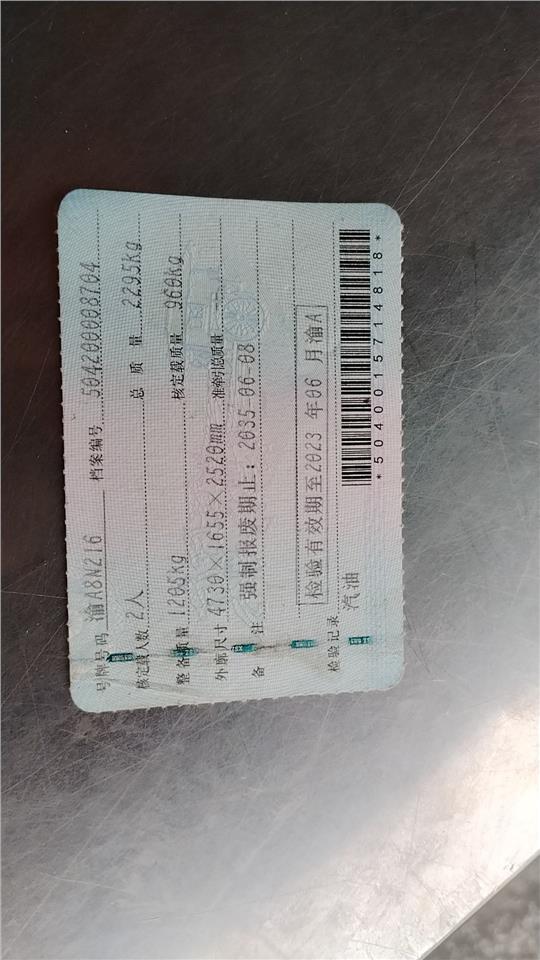 号牌号码 渝A8N216 档案编号 504200008704
核定载人数 2人 总质量 2295kg
整备质量 1205kg 核定载质量 960kg
外廓尺寸 4730×1655×2520mm 准牵引总质量
备注 强制报废期止：2035-06-08
检验有效期至2023 年06 月渝A
检验记录
汽油
*5040015714818*